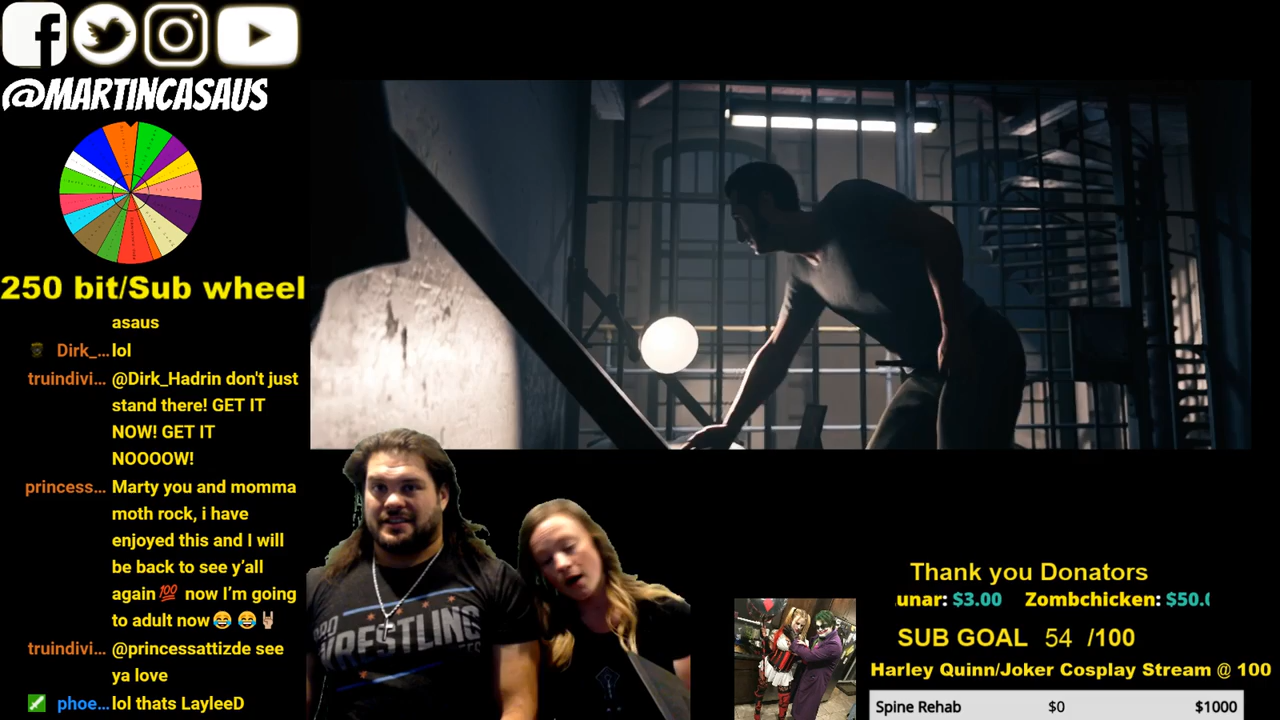 @MARTINCASAUS
250 bit/Sub wheel
asaus
Dirk_... lol
truindivi... @Dirk_Hadrin don't just
stand there! GET IT
NOW! GET IT
NOOOOW!
princess... Marty you and momma
moth rock, i have
enjoyed this and I will
be back to see y'all
again💯 now I'm going
to adult now😂😂🤘🏻
truindivi... @princessattizde see
ya love
phoe... lol thats LayleeD
WRESTLING
Thank you Donators
unar: $3.00 Zombchicken: $50.0
SUB GOAL 54 /100
Harley Quinn/Joker Cosplay Stream @ 100
Spine Rehab $0 $1000